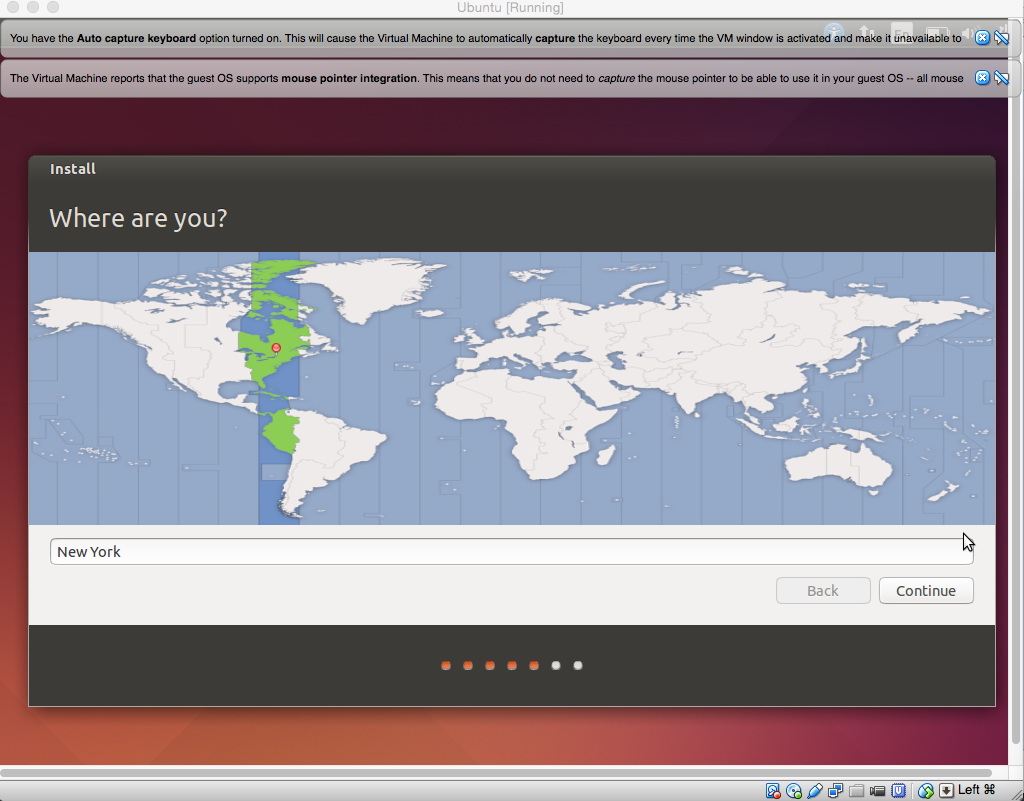 Ubuntu [Running]
You have the Auto capture keyboard option turned on. This will cause the Virtual Machine to automatically capture the keyboard every time the VM window is activated and make it unavailable to
The Virtual Machine reports that the guest OS supports mouse pointer integration. This means that you do not need to capture the mouse pointer to be able to use it in your guest OS -- all mouse
Install
Where are you?
New York
Back
Continue
Left ⌘